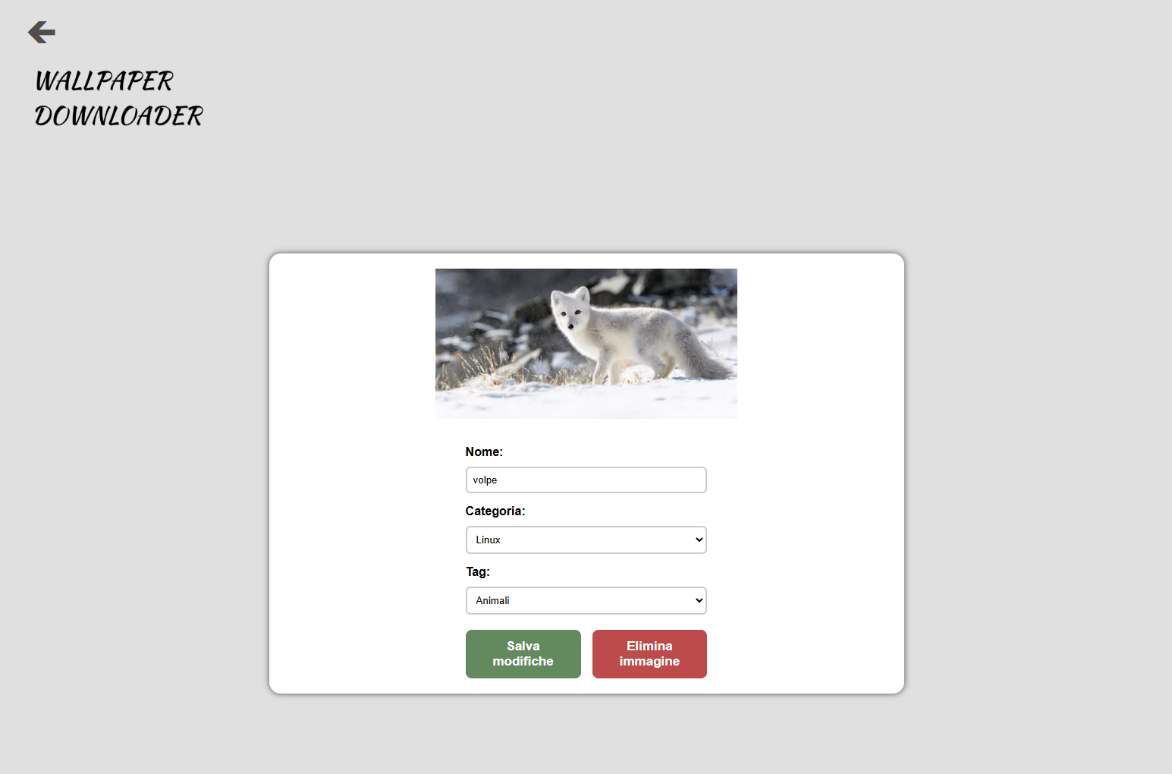 WALLPAPER
DOWNLOADER
Nome:
volpe
Categoria:
Linux
Tag:
Animali
Salva
modifiche
Elimina
immagine